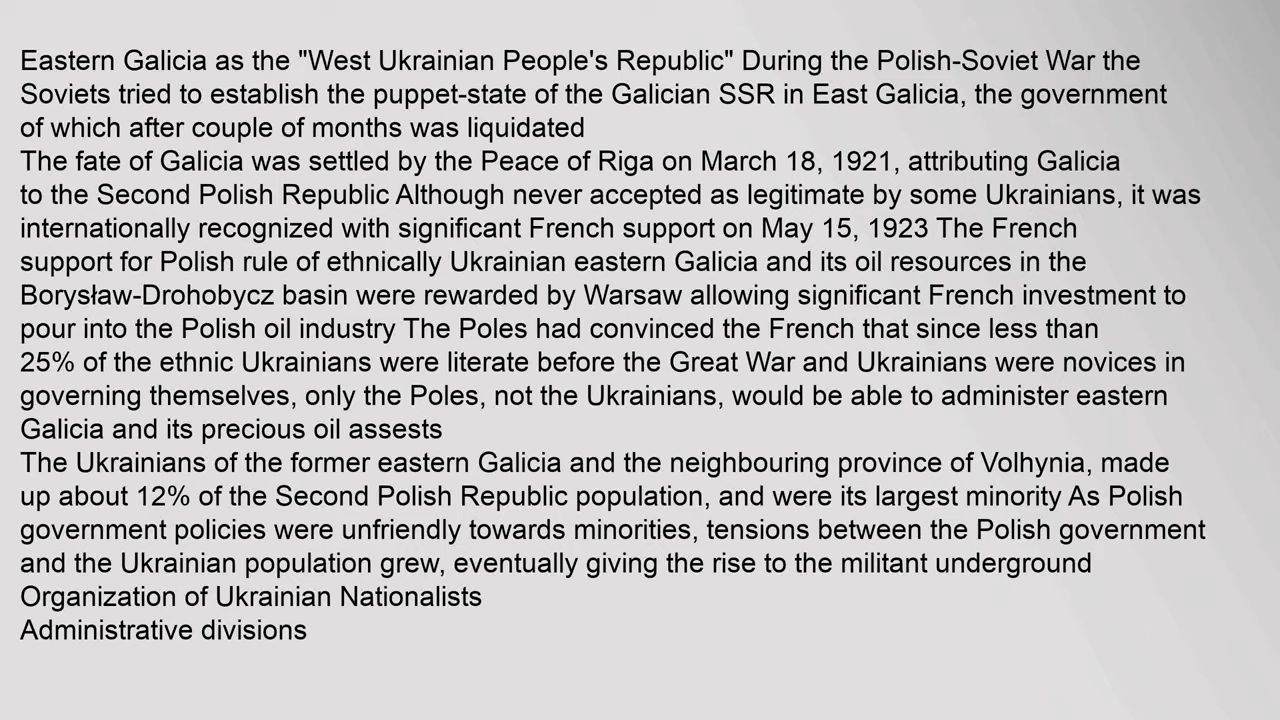 Eastern Galicia as the "West Ukrainian People's Republic" During the Polish-Soviet War the
Soviets tried to establish the puppet-state of the Galician SSR in East Galicia, the government
of which after couple of months was liquidated
The fate of Galicia was settled by the Peace of Riga on March 18, 1921, attributing Galicia
to the Second Polish Republic Although never accepted as legitimate by some Ukrainians, it was
internationally recognized with significant French support on May 15, 1923 The French
support for Polish rule of ethnically Ukrainian eastern Galicia and its oil resources in the
Borysław-Drohobycz basin were rewarded by Warsaw allowing significant French investment to
pour into the Polish oil industry The Poles had convinced the French that since less than
25% of the ethnic Ukrainians were literate before the Great War and Ukrainians were novices in
governing themselves, only the Poles, not the Ukrainians, would be able to administer eastern
Galicia and its precious oil assests
The Ukrainians of the former eastern Galicia and the neighbouring province of Volhynia, made
up about 12% of the Second Polish Republic population, and were its largest minority As Polish
government policies were unfriendly towards minorities, tensions between the Polish government
and the Ukrainian population grew, eventually giving the rise to the militant underground
Organization of Ukrainian Nationalists
Administrative divisions